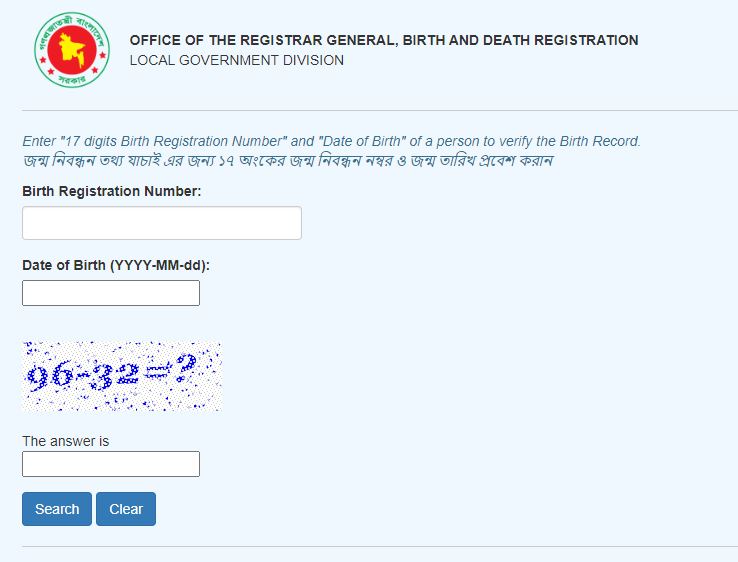 গণপ্রজাতন্ত্রী বাংলাদেশ
সরকার
OFFICE OF THE REGISTRAR GENERAL, BIRTH AND DEATH REGISTRATION
LOCAL GOVERNMENT DIVISION
Enter "17 digits Birth Registration Number" and "Date of Birth" of a person to verify the Birth Record.
জন্ম নিবন্ধন তথ্য যাচাই এর জন্য ১৭ অংকের জন্ম নিবন্ধন নম্বর ও জন্ম তারিখ প্রবেশ করান
Birth Registration Number:
Date of Birth (YYYY-MM-dd):
The answer is
Search Clear